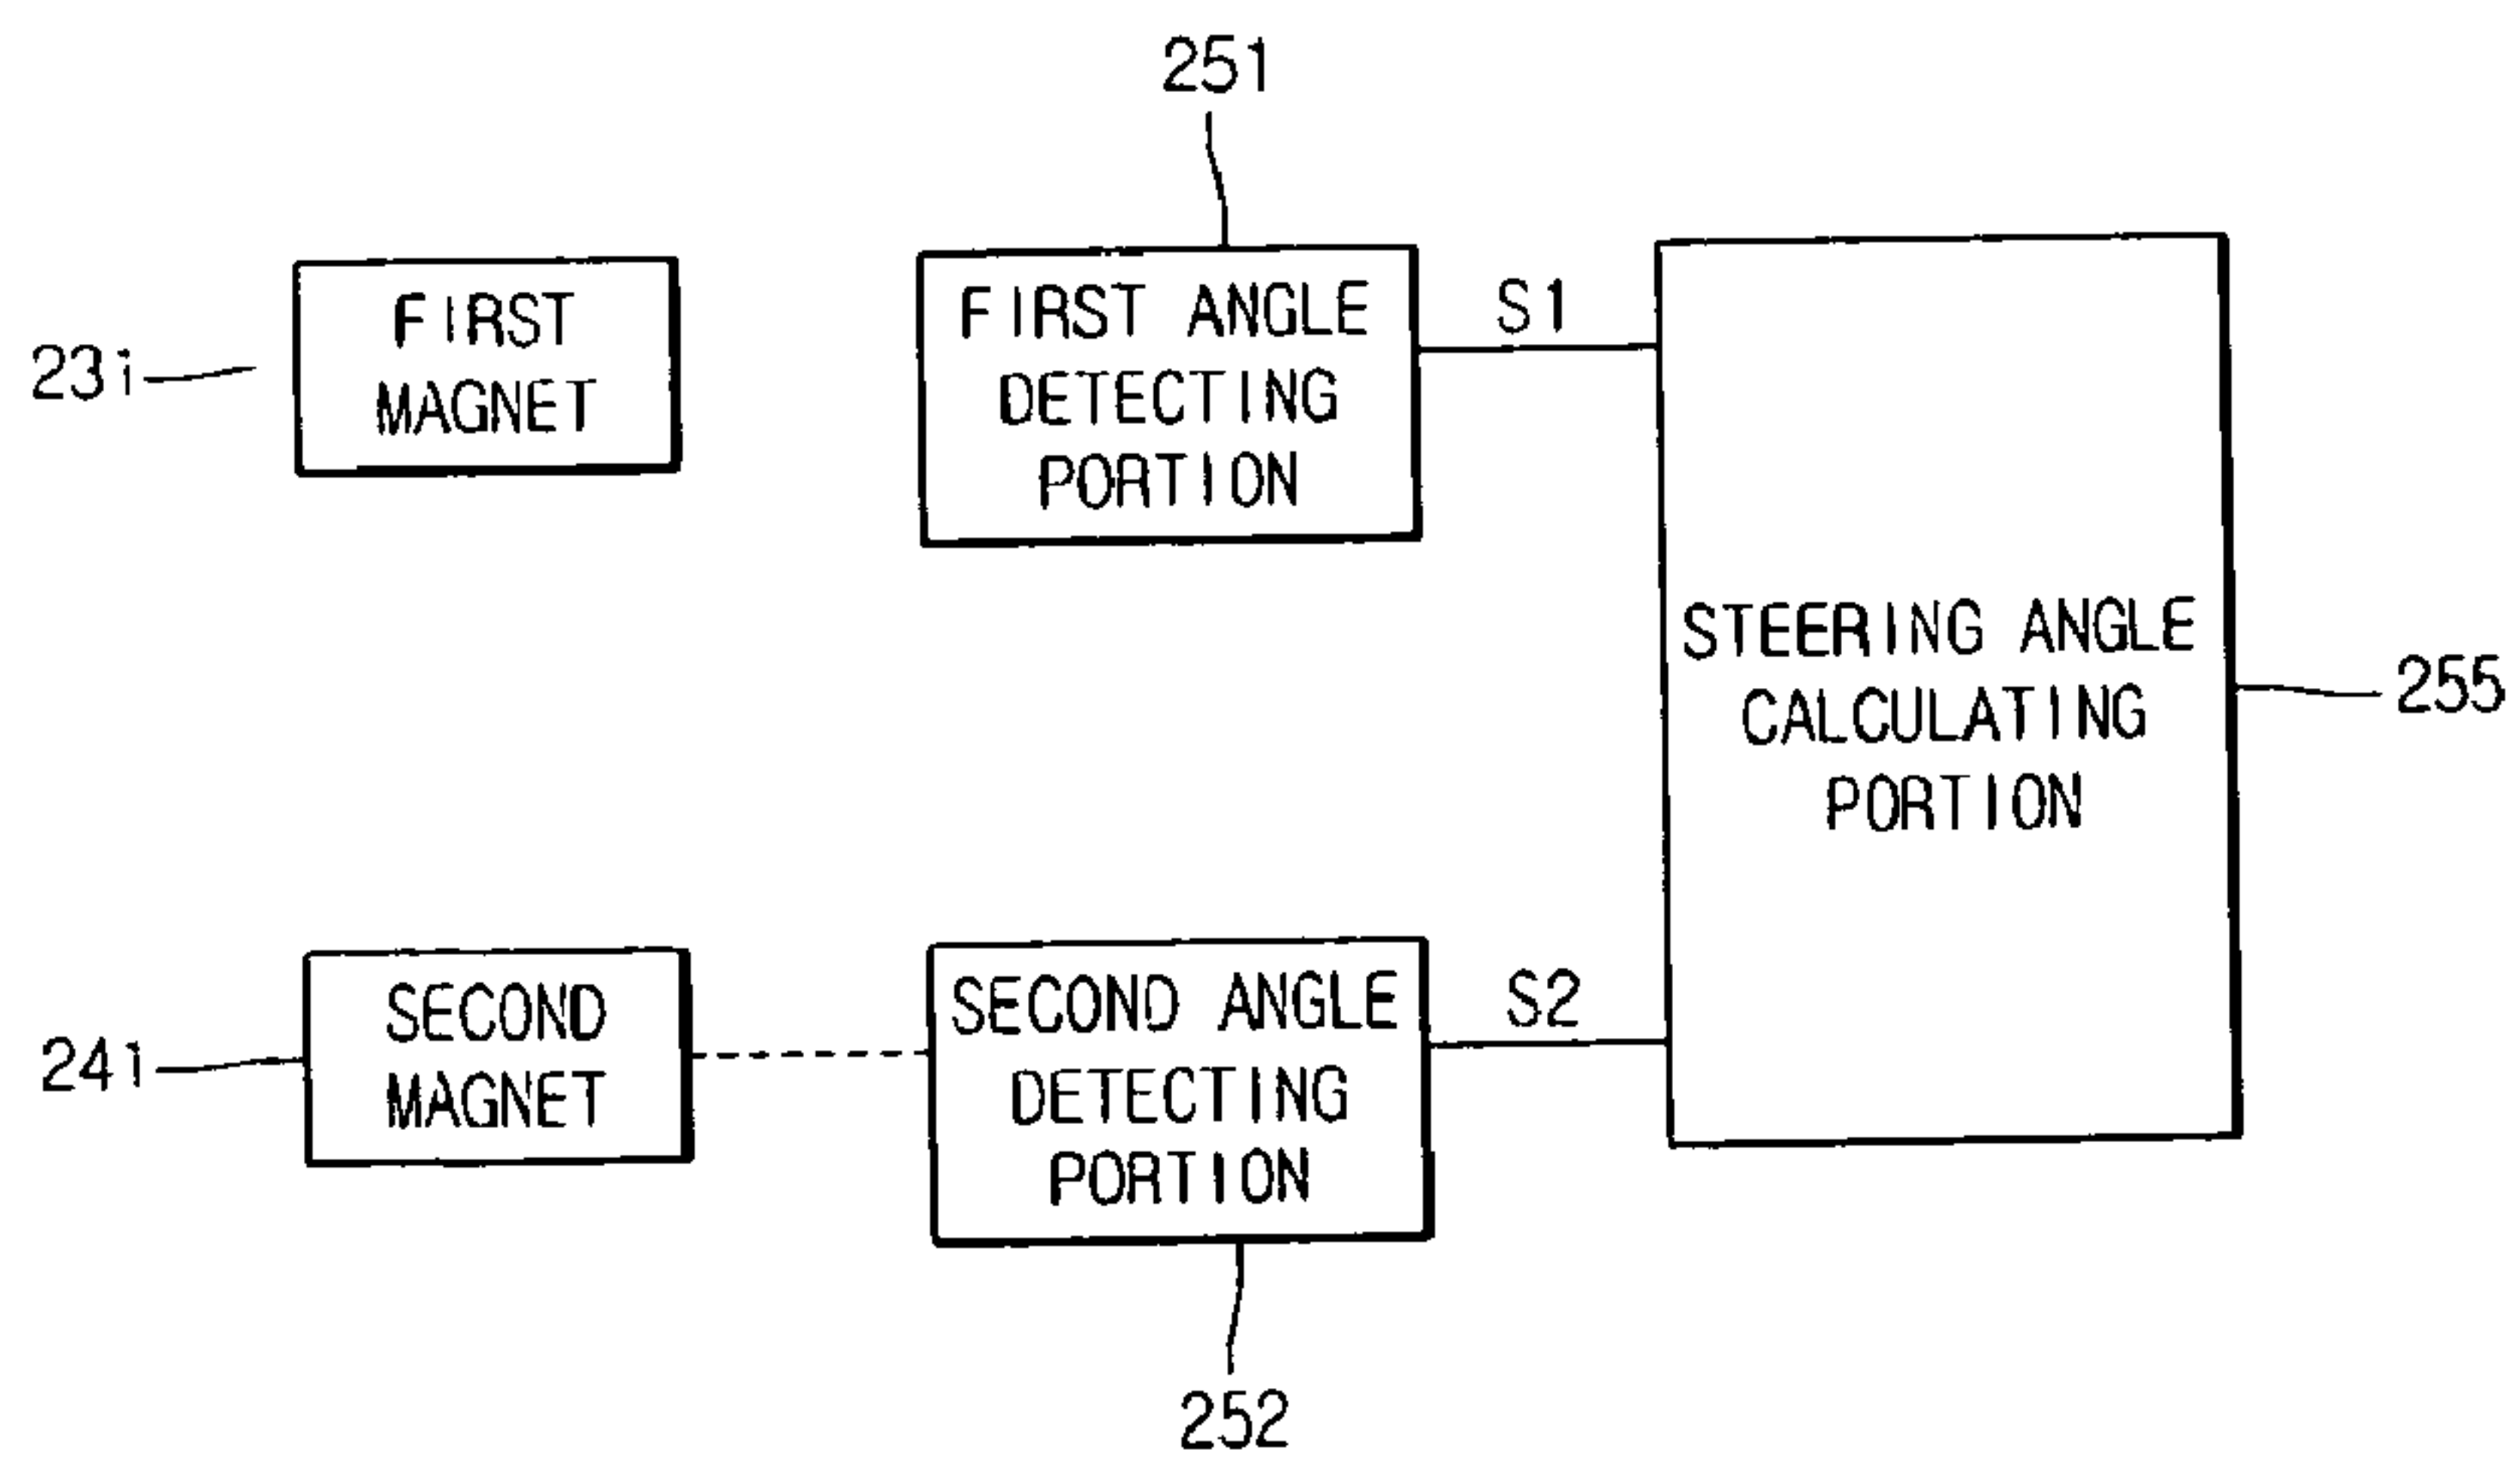 251
FIRST MAGNET
231
FIRST ANGLE
DETECTING
PORTION
S1
STEERING ANGLE
CALCULATING
PORTION
255
SECOND
MAGNET
241
SECOND ANGLE
DETECTING
PORTION
S2
252